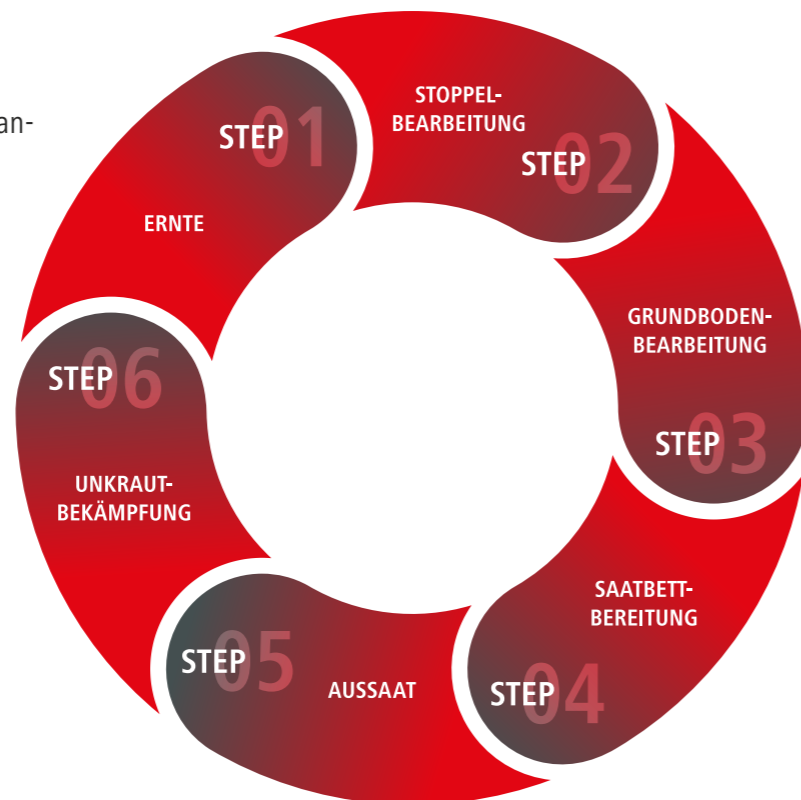 an-
STEP 01
ERNTE
STOPPEL-
BEARBEITUNG
STEP 02
GRUNDBODEN-
BEARBEITUNG
STEP 03
SAATBETT-
BEREITUNG
STEP 04
STEP 05
AUSSAAT
STEP 06
UNKRAUT-
BEKÄMPFUNG